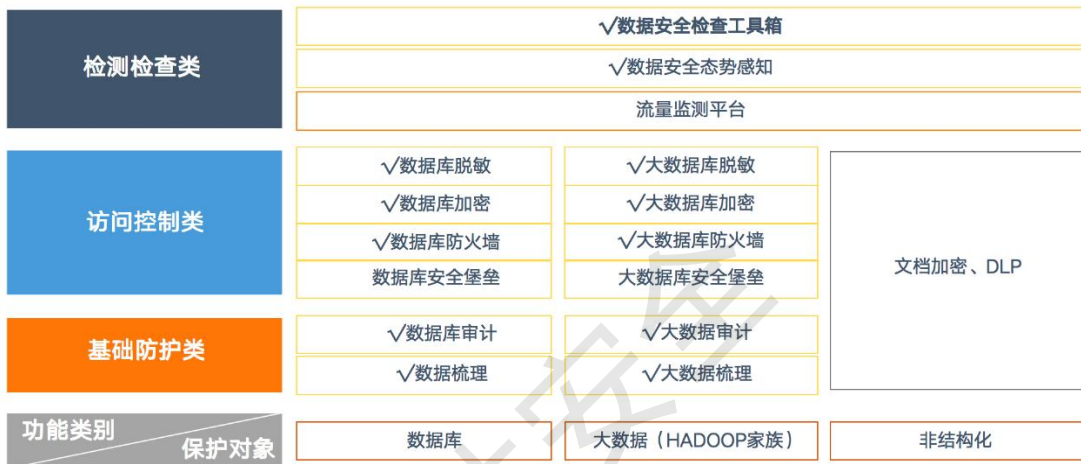 检测检查类
√数据安全检查工具箱
√数据安全态势感知
流量监测平台
访问控制类
√数据库脱敏
√大数据库脱敏
√数据库加密
√大数据库加密
√数据库防火墙
√大数据库防火墙
数据库安全堡垒
大数据库安全堡垒
文档加密、DLP
基础防护类
√数据库审计
√大数据审计
√数据梳理
√大数据梳理
功能类别
保护对象
数据库
大数据（HADOOP家族）
非结构化
安全